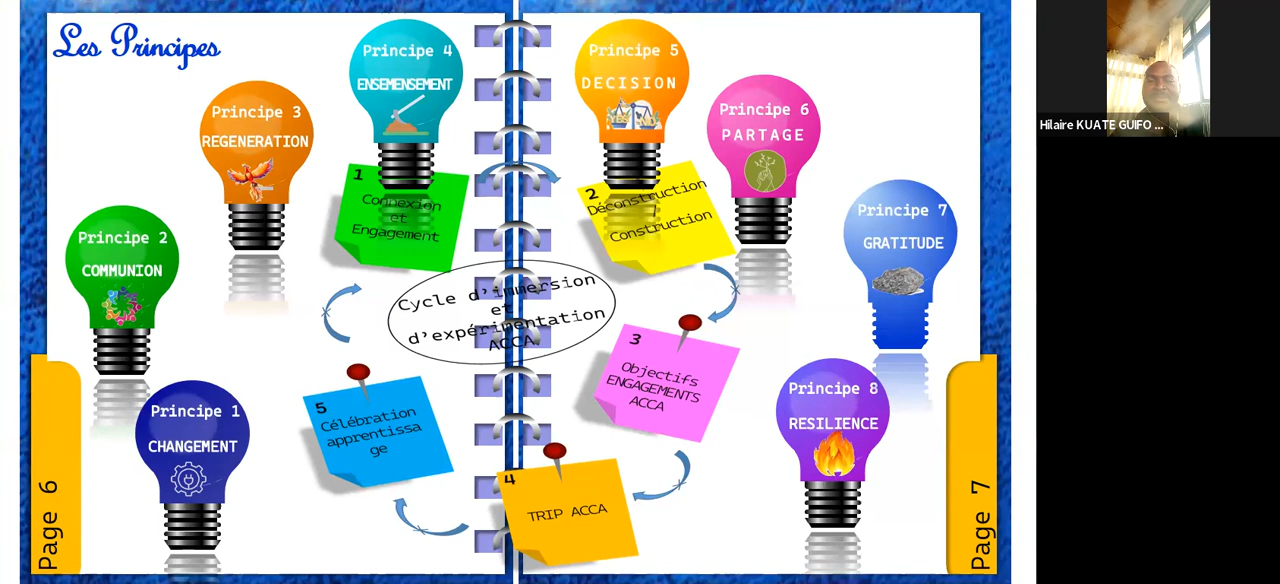 Les Principes
Principe 1
CHANGEMENT
Principe 2
COMMUNION
Principe 3
REGENERATION
Principe 4
ENSEMENSEMENT
Principe 5
DECISION
YES NO
Principe 6
PARTAGE
Principe 7
GRATITUDE
Principe 8
RESILIENCE
Cycle d'immersion
et
d'expérimentation
ACCA
1
Connexion
et
Engagement
2
Déconstruction
/
Construction
3
Objectifs
ENGAGEMENTS
ACCA
4
TRIP ACCA
5
Célébration
apprentissa
ge
Page 6
Page 7
Hilaire KUATE GUIFO ...